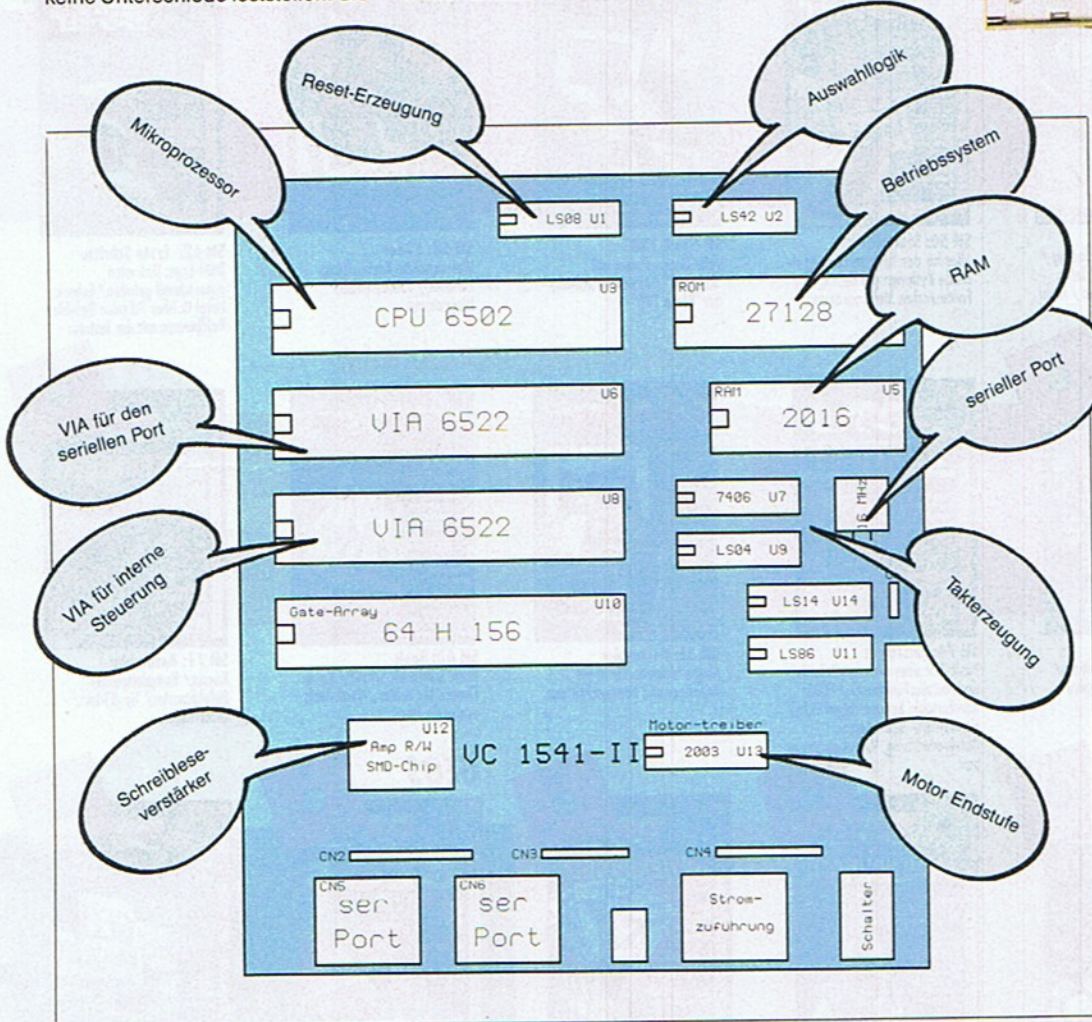 Reset-Erzeugung
Auswahllogik
Mikroprozessor
Betriebssystem
LS08 U1
LS42 U2
RAM
U3
CPU 6502
ROM
27128
serieller Port
VIA für den
seriellen Port
U6
VIA 6522
RAM
U5
2016
16 MHz
7406 U7
U8
VIA 6522
LS04 U9
VIA für interne
Steuerung
LS14 U14
Takterzeugung
Gate-Array
U10
64 H 156
LS86 U11
Schreiblese-
verstärker
U12
Amp R/W
SMD-Chip
VC 1541-II
Motor-treiber
2003 U13
Motor Endstufe
CN2
CN3
CN4
CN5
ser
Port
CN6
ser
Port
Strom-
zuführung
Schalter